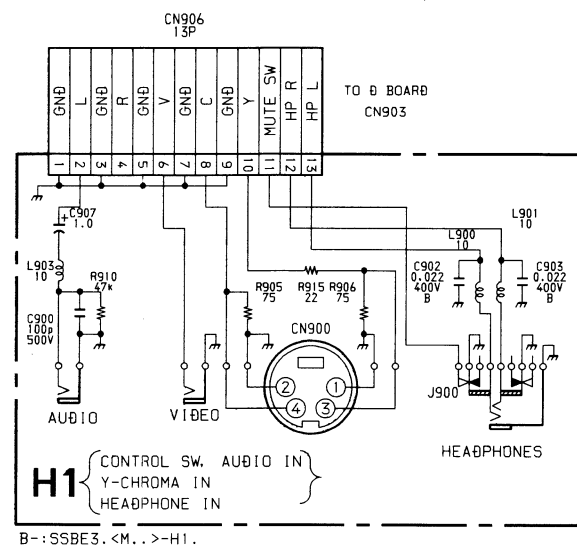 CN906
13P
GND L GND R GND V GND C GND Y MUTE SW HP R HP L
TO D BOARD
CN903
1 2 3 4 5 6 7 8 9 10 11 12 13
C907
1.0
L903
10
R910
47k
C900
100p
500V
R905
75
R915
22
R906
75
L901
10
L900
10
C902
0.022
400V
B
C903
0.022
400V
B
CN900
2 1
4 3
J900
AUDIO
VIDEO
HEADPHONES
H1
CONTROL SW, AUDIO IN
Y-CHROMA IN
HEADPHONE IN
B-:SSBE3.<M..>-H1.